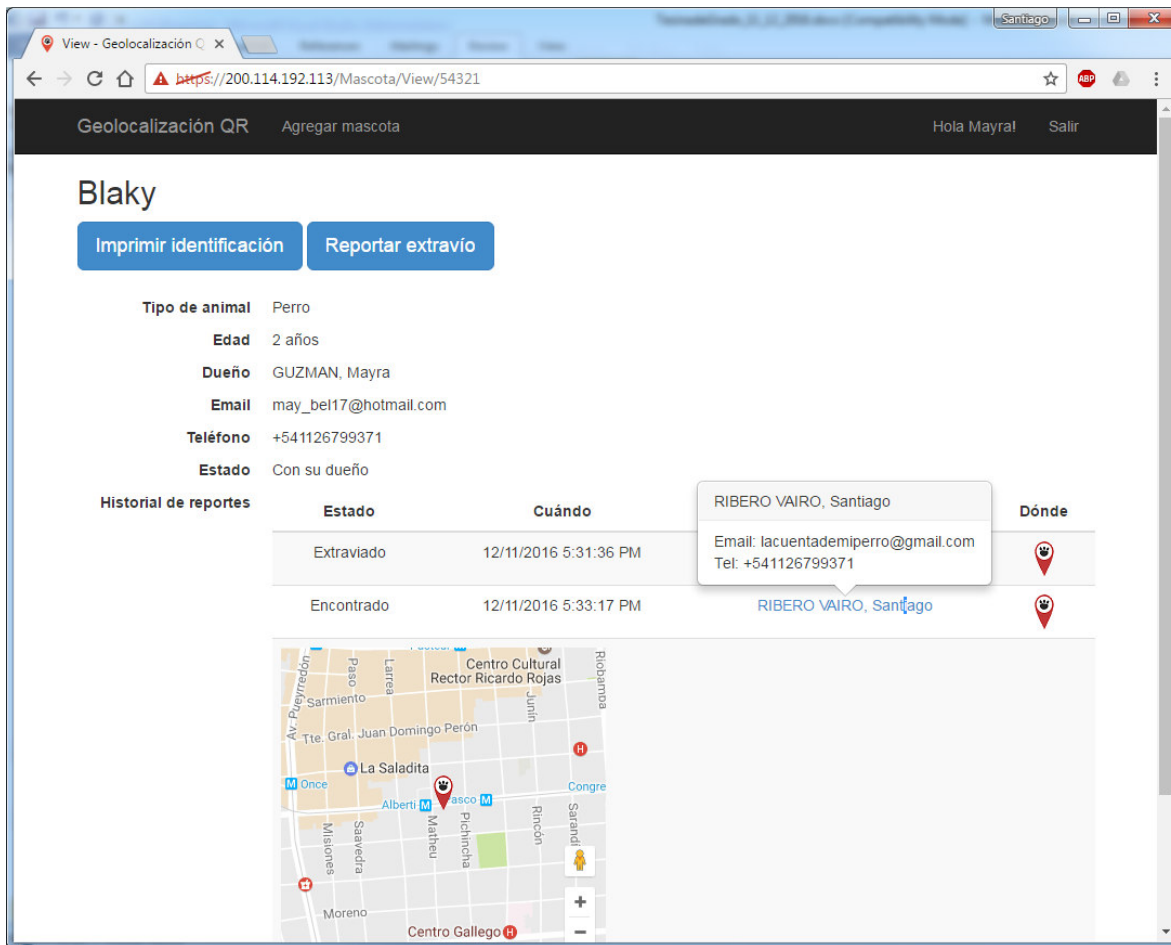 Santiago
View - Geolocalización Q
https://200.114.192.113/Mascota/View/54321
ABP
Geolocalización QR Agregar mascota Hola Mayra! Salir
Blaky
Imprimir identificación Reportar extravío
Tipo de animal Perro
Edad 2 años
Dueño GUZMAN, Mayra
Email may_bel17@hotmail.com
Teléfono +541126799371
Estado Con su dueño
Historial de reportes
Estado Cuándo Dónde
RIBERO VAIRO, Santiago
Email: lacuentademiperro@gmail.com
Tel: +541126799371
Extraviado 12/11/2016 5:31:36 PM
Encontrado 12/11/2016 5:33:17 PM RIBERO VAIRO, Santiago
Av. Pueyrredón
Paso
Larrea
Centro Cultural
Rector Ricardo Rojas
Riobamba
Sarmiento
Junín
Tte. Gral. Juan Domingo Perón
H
La Saladita
M Once
Congre
Alberti M
asco M
Misiones
Saavedra
Matheu
Pichincha
Rincón
Sarandí
Moreno
+
−
Centro Gallego H